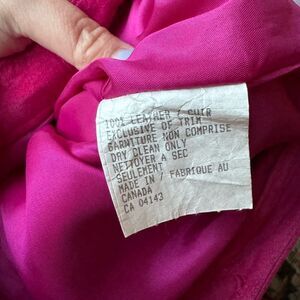 100% LEATHER / CUIR
EXCLUSIVE OF TRIM
GARNITURE NON COMPRISE
DRY CLEAN ONLY
NETTOYER A SEC
SEULEMENT
MADE IN / FABRIQUE AU
CANADA
CA 04143